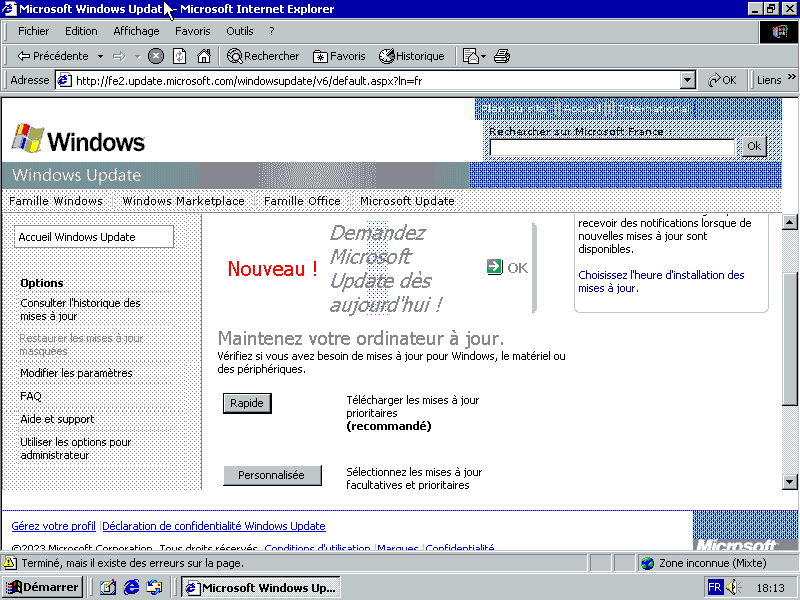 Microsoft Windows Updat - Microsoft Internet Explorer
Fichier Edition Affichage Favoris Outils ?
Précédente Rechercher Favoris Historique
Adresse http://fe2.update.microsoft.com/windowsupdate/v6/default.aspx?ln=fr OK Liens »
Plan du site | Accueil | International
Windows
Rechercher sur Microsoft France :
Ok
Windows Update
Famille Windows Windows Marketplace Famille Office Microsoft Update
Accueil Windows Update
Options
Consulter l'historique des
mises à jour
Restaurer les mises à jour
masquées
Modifier les paramètres
FAQ
Aide et support
Utiliser les options pour
administrateur
Nouveau !
Demandez
Microsoft
Update dès
aujourd'hui !
OK
Maintenez votre ordinateur à jour.
Vérifiez si vous avez besoin de mises à jour pour Windows, le matériel ou
des périphériques.
Rapide
Télécharger les mises à jour
prioritaires
(recommandé)
Personnalisée
Sélectionnez les mises à jour
facultatives et prioritaires
recevoir des notifications lorsque de
nouvelles mises à jour sont
disponibles.
Choisissez l'heure d'installation des
mises à jour.
Gérez votre profil |Déclaration de confidentialité Windows Update
©2023 Microsoft Corporation. Tous droits réservés. Conditions d'utilisation |Marques |Confidentialité
Microsoft
Terminé, mais il existe des erreurs sur la page. Zone inconnue (Mixte)
Démarrer Microsoft Windows Up... FR 18:13